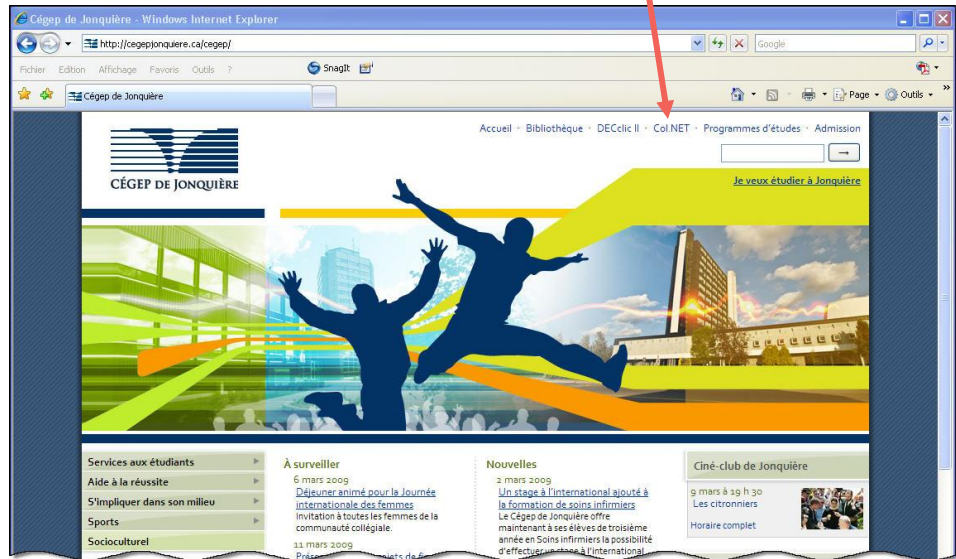 Cégep de Jonquière - Windows Internet Explorer
http://cegepjonquiere.ca/cegep/
Google
Fichier Edition Affichage Favoris Outils ?
SnagIt
Cégep de Jonquière
Page
Outils
»
Accueil · Bibliothèque · DECclic II · Col.NET · Programmes d'études · Admission
CÉGEP DE JONQUIÈRE
Je veux étudier à Jonquière
Services aux étudiants
Aide à la réussite
S'impliquer dans son milieu
Sports
Socioculturel
À surveiller
6 mars 2009
Déjeuner animé pour la Journée
internationale des femmes
Invitation à toutes les femmes de la
communauté collégiale.
11 mars 2009
Nouvelles
2 mars 2009
Un stage à l'international ajouté à
la formation de soins infirmiers
Le Cégep de Jonquière offre
maintenant à ses élèves de troisième
année en Soins infirmiers la possibilité
d'effectuer un stage à l'international
Ciné-club de Jonquière
9 mars à 19 h 30
Les citronniers
Horaire complet